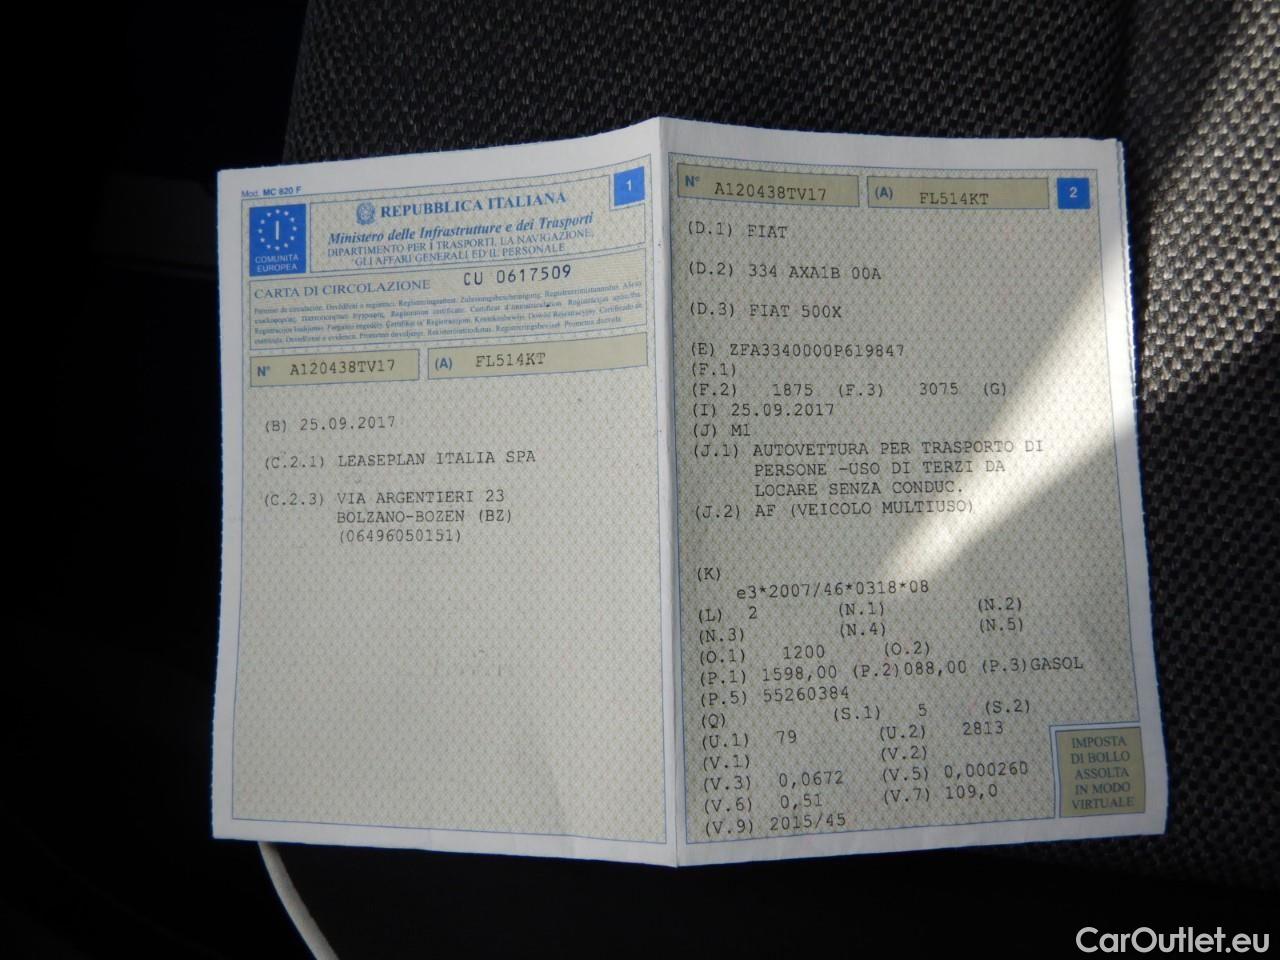 Mod. MC 820 F
1
I
COMUNITÀ
EUROPEA
REPUBBLICA ITALIANA
Ministero delle Infrastrutture e dei Trasporti
DIPARTIMENTO PER I TRASPORTI, LA NAVIGAZIONE,
GLI AFFARI GENERALI ED IL PERSONALE
CARTA DI CIRCOLAZIONE CU 0617509
N° A120438TV17 (A) FL514KT
(B) 25.09.2017
(C.2.1) LEASEPLAN ITALIA SPA
(C.2.3) VIA ARGENTIERI 23
BOLZANO-BOZEN (BZ)
(06496050151)
N° A120438TV17 (A) FL514KT 2
(D.1) FIAT
(D.2) 334 AXA1B 00A
(D.3) FIAT 500X
(E) ZFA3340000P619847
(F.1)
(F.2) 1875 (F.3) 3075 (G)
(I) 25.09.2017
(J) M1
(J.1) AUTOVETTURA PER TRASPORTO DI
PERSONE -USO DI TERZI DA
LOCARE SENZA CONDUC.
(J.2) AF (VEICOLO MULTIUSO)
(K)
e3*2007/46*0318*08
(L) 2 (N.1) (N.2)
(N.3) (N.4) (N.5)
(O.1) 1200 (O.2)
(P.1) 1598,00 (P.2)088,00 (P.3)GASOL
(P.5) 55260384
(Q) (S.1) 5 (S.2)
(U.1) 79 (U.2) 2813
(V.1) (V.2)
(V.3) 0,0672 (V.5) 0,000260
(V.6) 0,51 (V.7) 109,0
(V.9) 2015/45
IMPOSTA
DI BOLLO
ASSOLTA
IN MODO
VIRTUALE
CarOutlet.eu